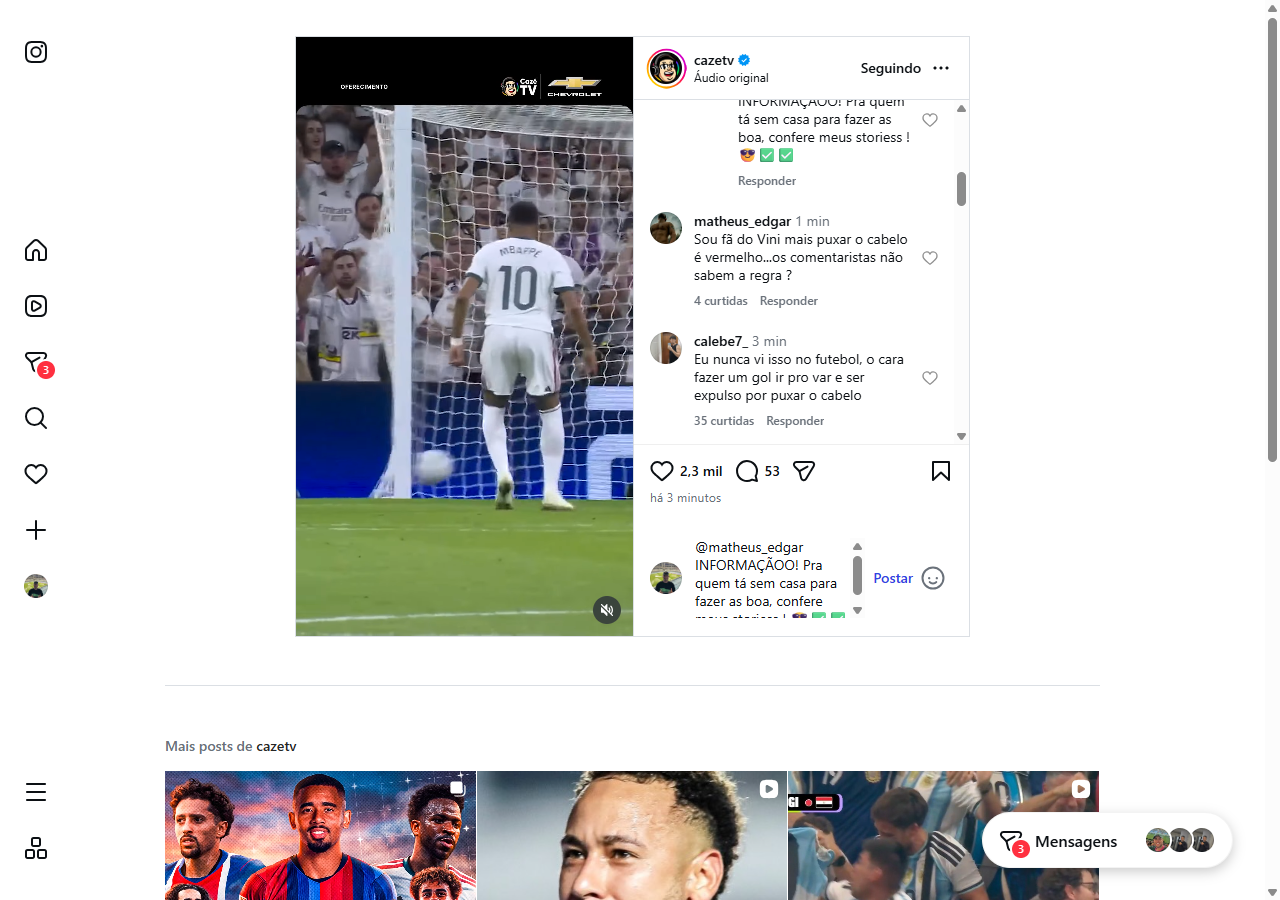 OFERECIMENTO
Cazé
TV
CHEVROLET
MBAPPÉ
10
cazetv
Áudio original
Seguindo
INFORMAÇÃOO! Pra quem
tá sem casa para fazer as
boa, confere meus storiess !
😎 ✅ ✅
Responder
matheus_edgar 1 min
Sou fã do Vini mais puxar o cabelo
é vermelho...os comentaristas não
sabem a regra ?
4 curtidas Responder
calebe7_ 3 min
Eu nunca vi isso no futebol, o cara
fazer um gol ir pro var e ser
expulso por puxar o cabelo
35 curtidas Responder
2,3 mil 53
há 3 minutos
@matheus_edgar
INFORMAÇÃOO! Pra
quem tá sem casa para
fazer as boa, confere
meus storiess ! 😎 ✅ ✅
Postar
3
Mais posts de cazetv
GI
3
Mensagens